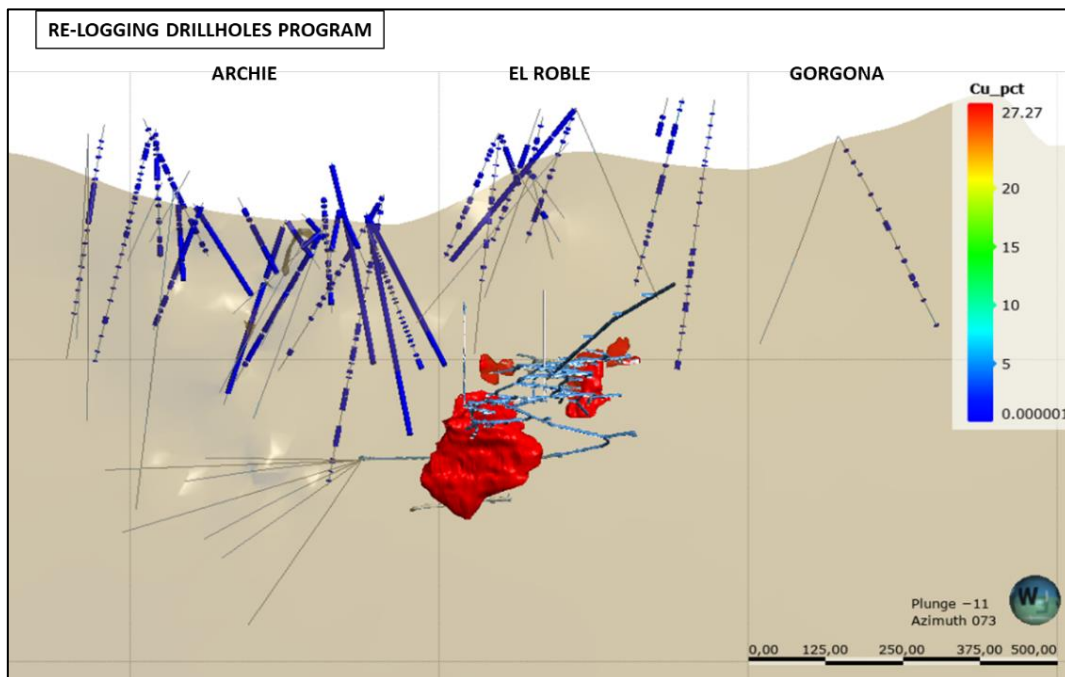 RE-LOGGING DRILLHOLES PROGRAM
ARCHIE EL ROBLE GORGONA
Cu_pct
27.27
20
15
10
5
0.000001
W
Plunge −11
Azimuth 073
0,00 125,00 250,00 375,00 500,00